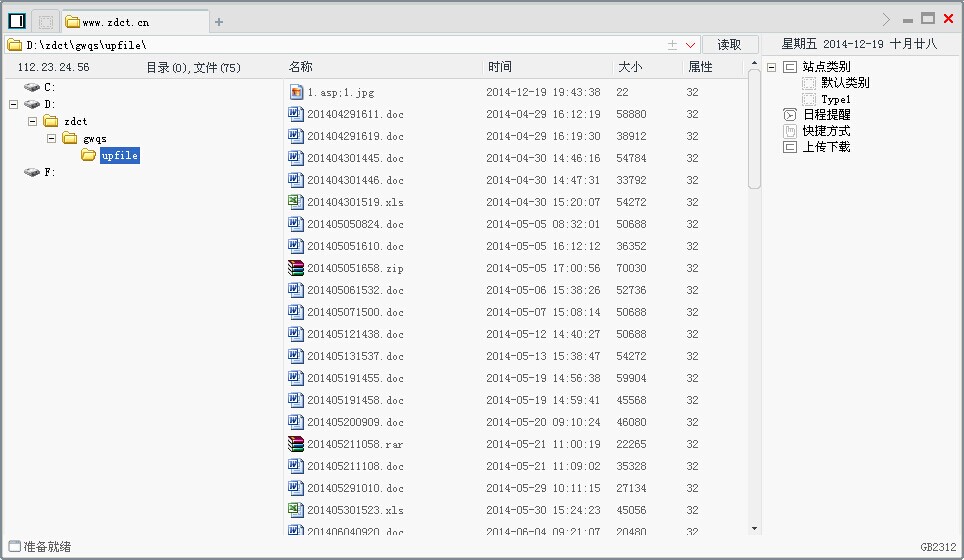 www.zdct.cn
D:\zdct\gwqs\upfile\ 读取 星期五 2014-12-19 十月廿八
112.23.24.56 目录(0),文件(75) 名称 时间 大小 属性
C:
D:
zdct
gwqs
upfile
F:
1.asp;1.jpg 2014-12-19 19:43:38 22 32
201404291611.doc 2014-04-29 16:12:19 58880 32
201404291619.doc 2014-04-29 16:19:30 38912 32
201404301445.doc 2014-04-30 14:46:16 54784 32
201404301446.doc 2014-04-30 14:47:31 33792 32
201404301519.xls 2014-04-30 15:20:07 54272 32
201405050824.doc 2014-05-05 08:32:01 50688 32
201405051610.doc 2014-05-05 16:12:12 36352 32
201405051658.zip 2014-05-05 17:00:56 70030 32
201405061532.doc 2014-05-06 15:38:26 52736 32
201405071500.doc 2014-05-07 15:08:14 50688 32
201405121438.doc 2014-05-12 14:40:27 50688 32
201405131537.doc 2014-05-13 15:38:47 54272 32
201405191455.doc 2014-05-19 14:56:38 59904 32
201405191458.doc 2014-05-19 14:59:41 45568 32
201405200909.doc 2014-05-20 09:10:24 46080 32
201405211058.rar 2014-05-21 11:00:19 22265 32
201405211108.doc 2014-05-21 11:09:02 35328 32
201405291010.doc 2014-05-29 10:11:15 27134 32
201405301523.xls 2014-05-30 15:24:23 45056 32
201406040920.doc 2014-06-04 09:21:07 20480 32
站点类别
默认类别
Type1
日程提醒
快捷方式
上传下载
准备就绪 GB2312